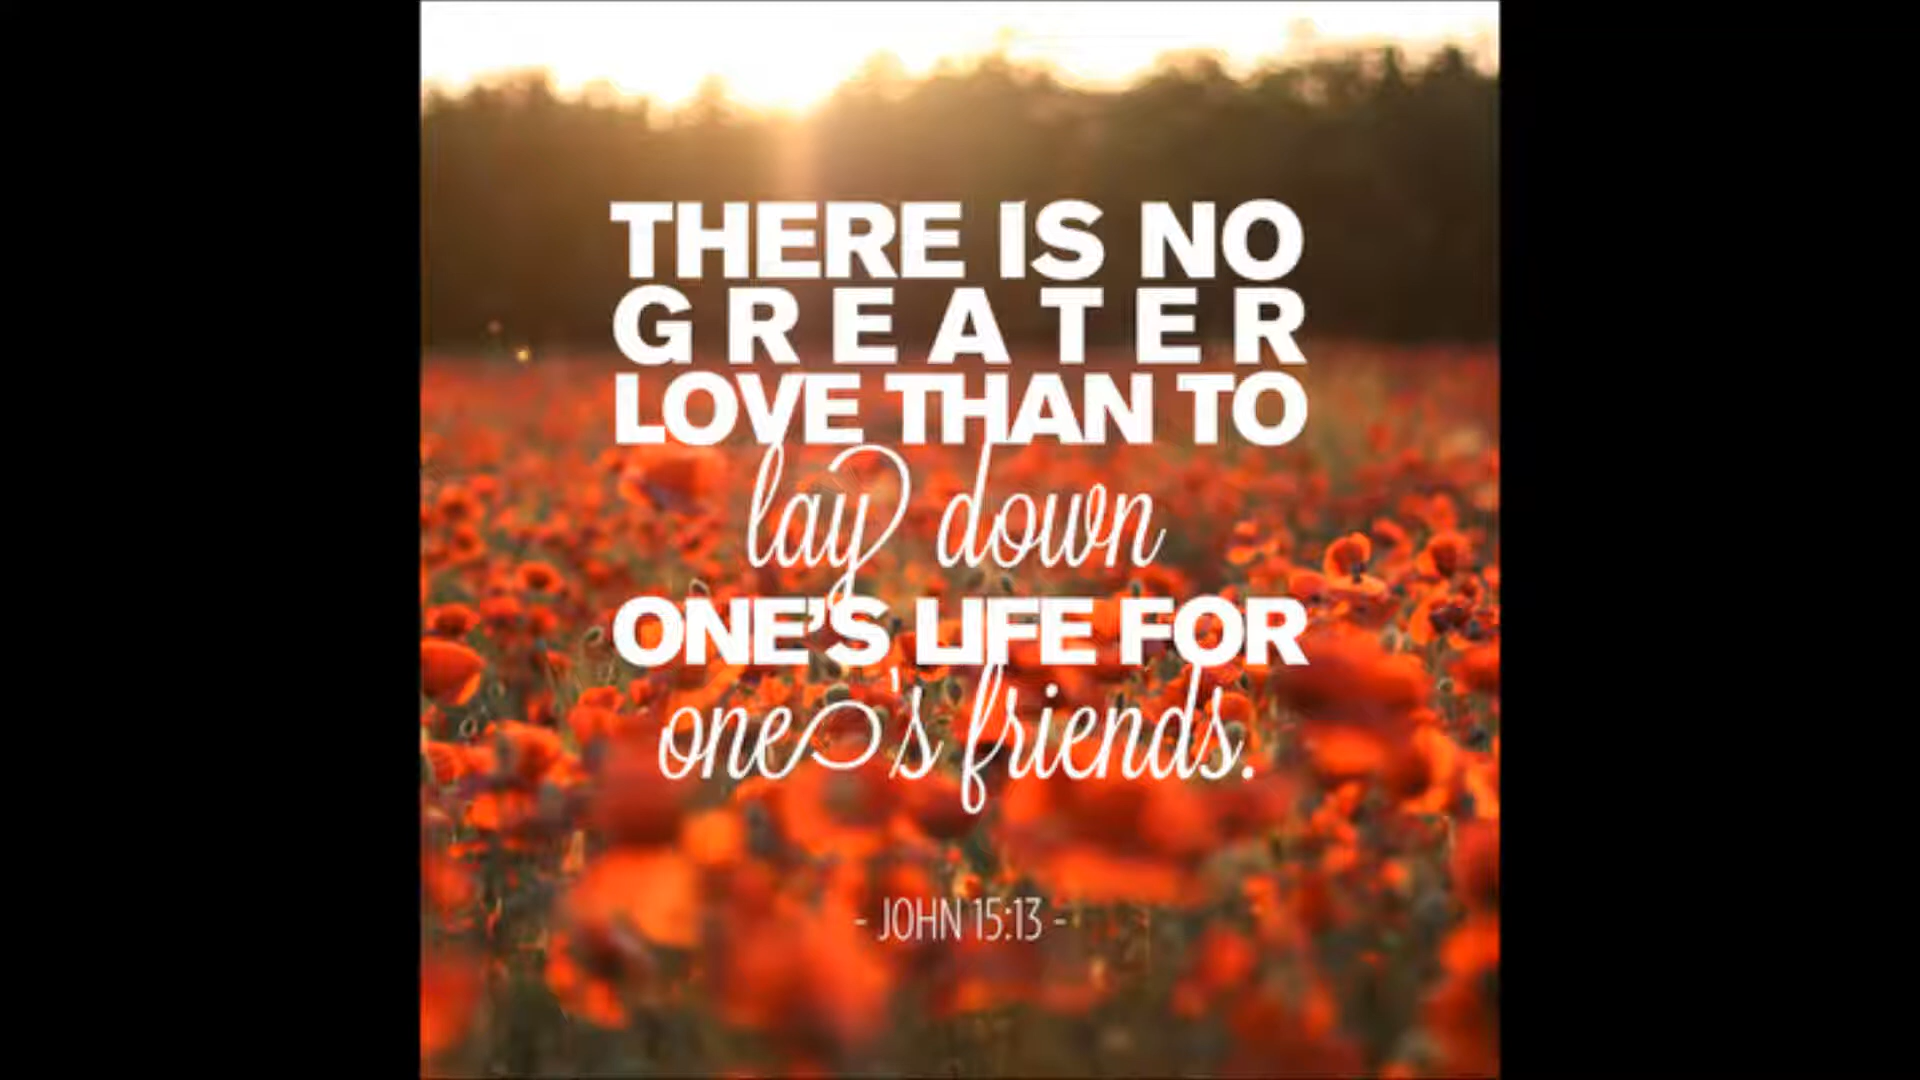 THERE IS NO
GREATER
LOVE THAN TO
lay down
ONE'S LIFE FOR
one's friends.
- JOHN 15:13 -